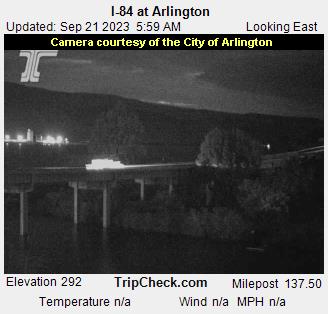 I-84 at Arlington
Updated: Sep 21 2023 5:59 AM Looking East
Camera courtesy of the City of Arlington
Elevation 292 TripCheck.com Milepost 137.50
Temperature n/a Wind n/a MPH n/a